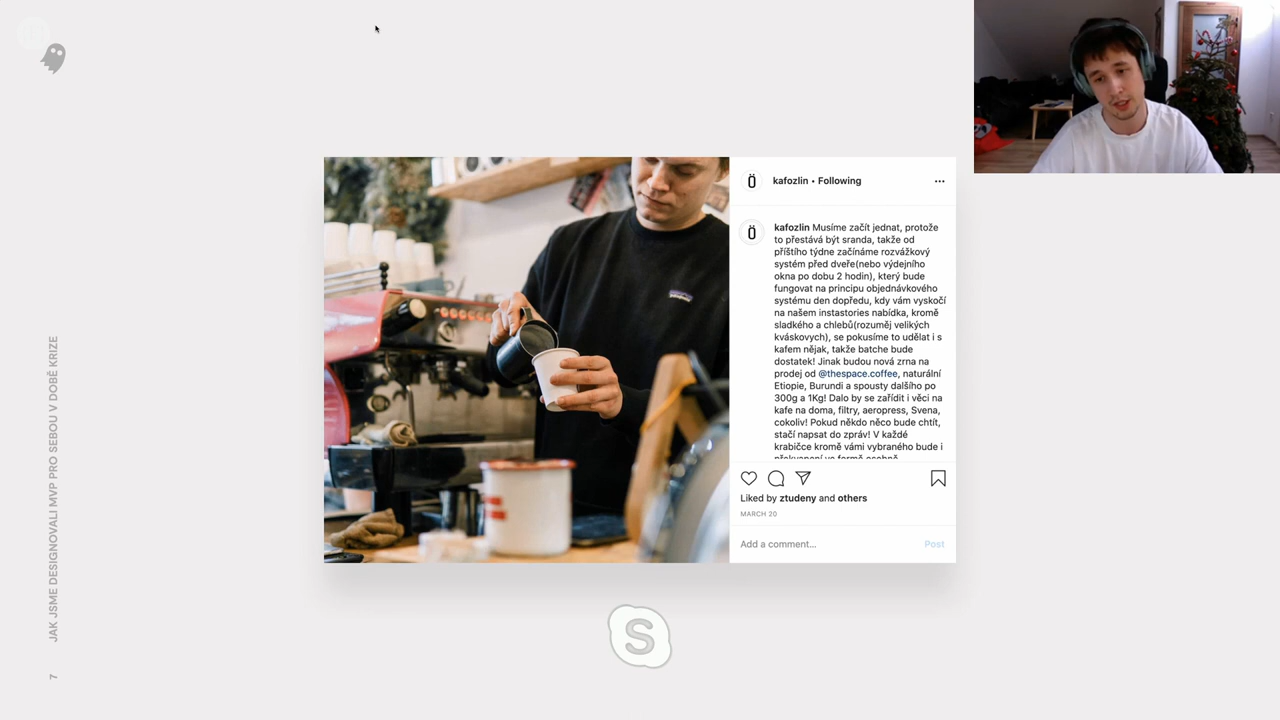 kafozlin • Following
kafozlin Musíme začít jednat, protože
to přestává být sranda, takže od
příštího týdne začínáme rozvážkový
systém před dveře(nebo výdejního
okna po dobu 2 hodin), který bude
fungovat na principu objednávkového
systému den dopředu, kdy vám vyskočí
na našem instastories nabídka, kromě
sladkého a chlebů(rozuměj velikých
kváskových), se pokusíme to udělat i s
kafem nějak, takže batche bude
dostatek! Jinak budou nová zrna na
prodej od @thespace.coffee, naturální
Etiopie, Burundi a spousty dalšího po
300g a 1Kg! Dalo by se zařídit i věci na
kafe na doma, filtry, aeropress, Svena,
cokoliv! Pokud někdo něco bude chtít,
stačí napsat do zpráv! V každé
krabičce kromě vámi vybraného bude i
Liked by ztudeny and others
MARCH 20
Add a comment...
Post
JAK JSME DESIGNOVALI MVP PRO SEBOU V DOBĚ KRIZE
7